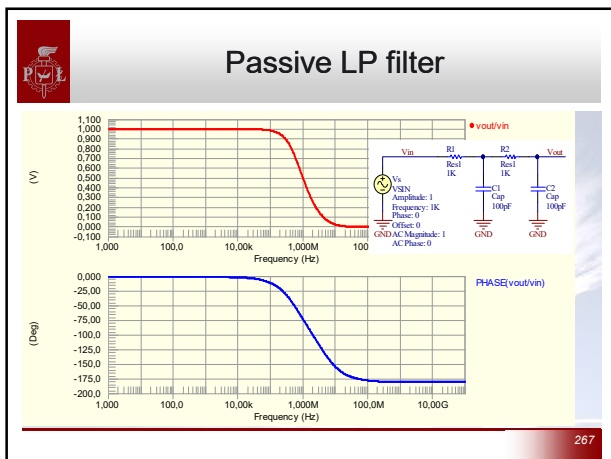 P Ł
Passive LP filter
vout/vin
1,100
1,000
0,900
0,800
0,700
0,600
0,500
0,400
0,300
0,200
0,100
0,000
-0,100
(V)
1,000 100,0 10,00k 1,000M 100
Frequency (Hz)
Vin R1 R2 Vout
Res1 Res1
1K 1K
Vs
VSIN
Amplitude: 1
Frequency: 1K
Phase: 0
Offset: 0
AC Magnitude: 1
AC Phase: 0
C1
Cap
100pF
C2
Cap
100pF
GND GND GND
PHASE(vout/vin)
0,000
-25,00
-50,00
-75,00
-100,0
-125,0
-150,0
-175,0
-200,0
(Deg)
1,000 100,0 10,00k 1,000M 100,0M 10,00G
Frequency (Hz)
267